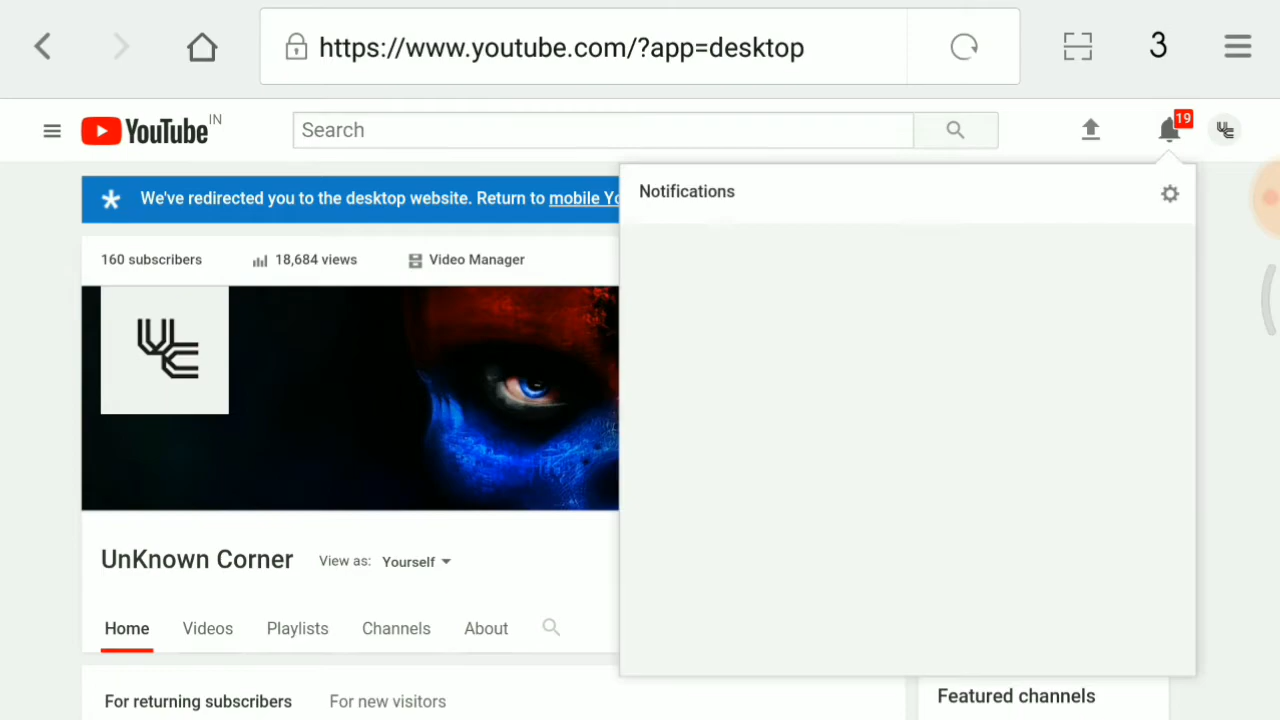 https://www.youtube.com/?app=desktop
3
YouTube IN
Search
19
We've redirected you to the desktop website. Return to mobile Yo
Notifications
160 subscribers
18,684 views
Video Manager
UC
UnKnown Corner
View as: Yourself
Home
Videos
Playlists
Channels
About
For returning subscribers
For new visitors
Featured channels